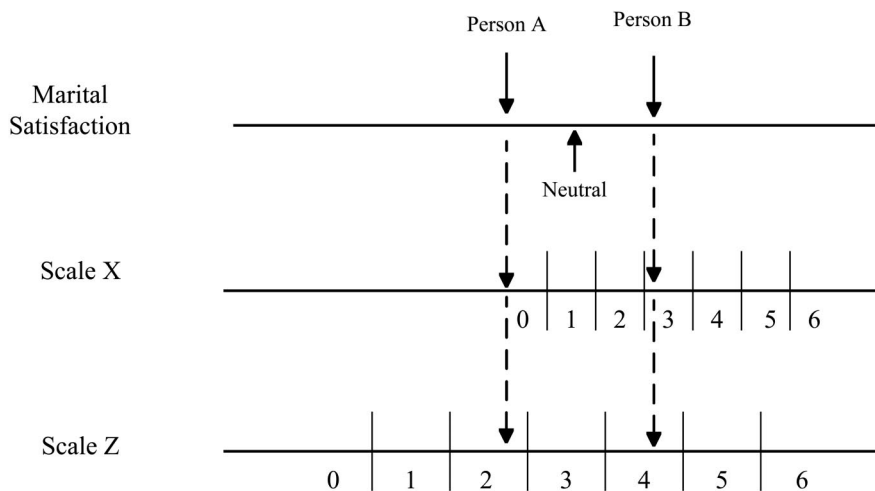 Person A
Person B
Marital
Satisfaction
Neutral
Scale X
0 1 2 3 4 5 6
Scale Z
0 1 2 3 4 5 6